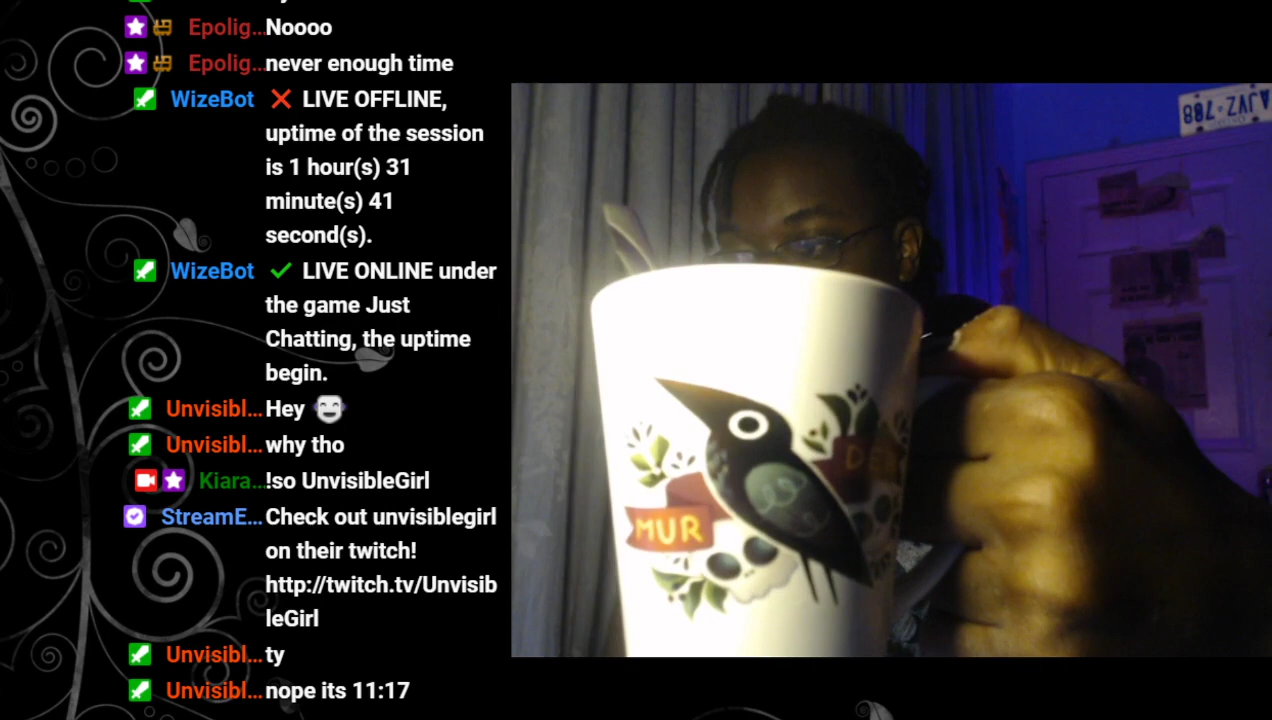 Epolig... Noooo
Epolig... never enough time
WizeBot ❌ LIVE OFFLINE,
uptime of the session
is 1 hour(s) 31
minute(s) 41
second(s).
WizeBot ✓ LIVE ONLINE under
the game Just
Chatting, the uptime
begin.
Unvisibl... Hey
Unvisibl... why tho
Kiara... !so UnvisibleGirl
StreamE... Check out unvisiblegirl
on their twitch!
http://twitch.tv/Unvisib
leGirl
Unvisibl... ty
Unvisibl... nope its 11:17
MUR
DER
AJVZ·788